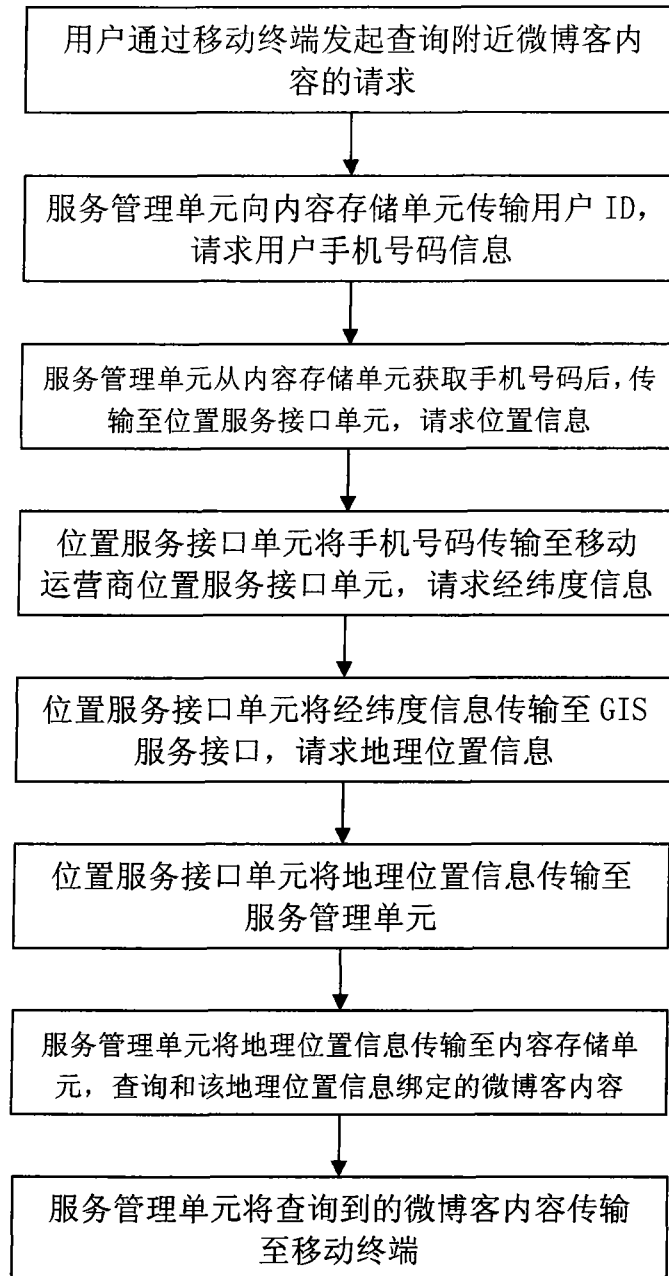 用户通过移动终端发起查询附近微博客内
容的请求
服务管理单元向内容存储单元传输用户 ID，
请求用户手机号码信息
服务管理单元从内容存储单元获取手机号码后，传
输至位置服务接口单元，请求位置信息
位置服务接口单元将手机号码传输至移动
运营商位置服务接口单元，请求经纬度信息
位置服务接口单元将经纬度信息传输至 GIS
服务接口，请求地理位置信息
位置服务接口单元将地理位置信息传输至
服务管理单元
服务管理单元将地理位置信息传输至内容存储单
元，查询和该地理位置信息绑定的微博客内容
服务管理单元将查询到的微博客内容传输
至移动终端